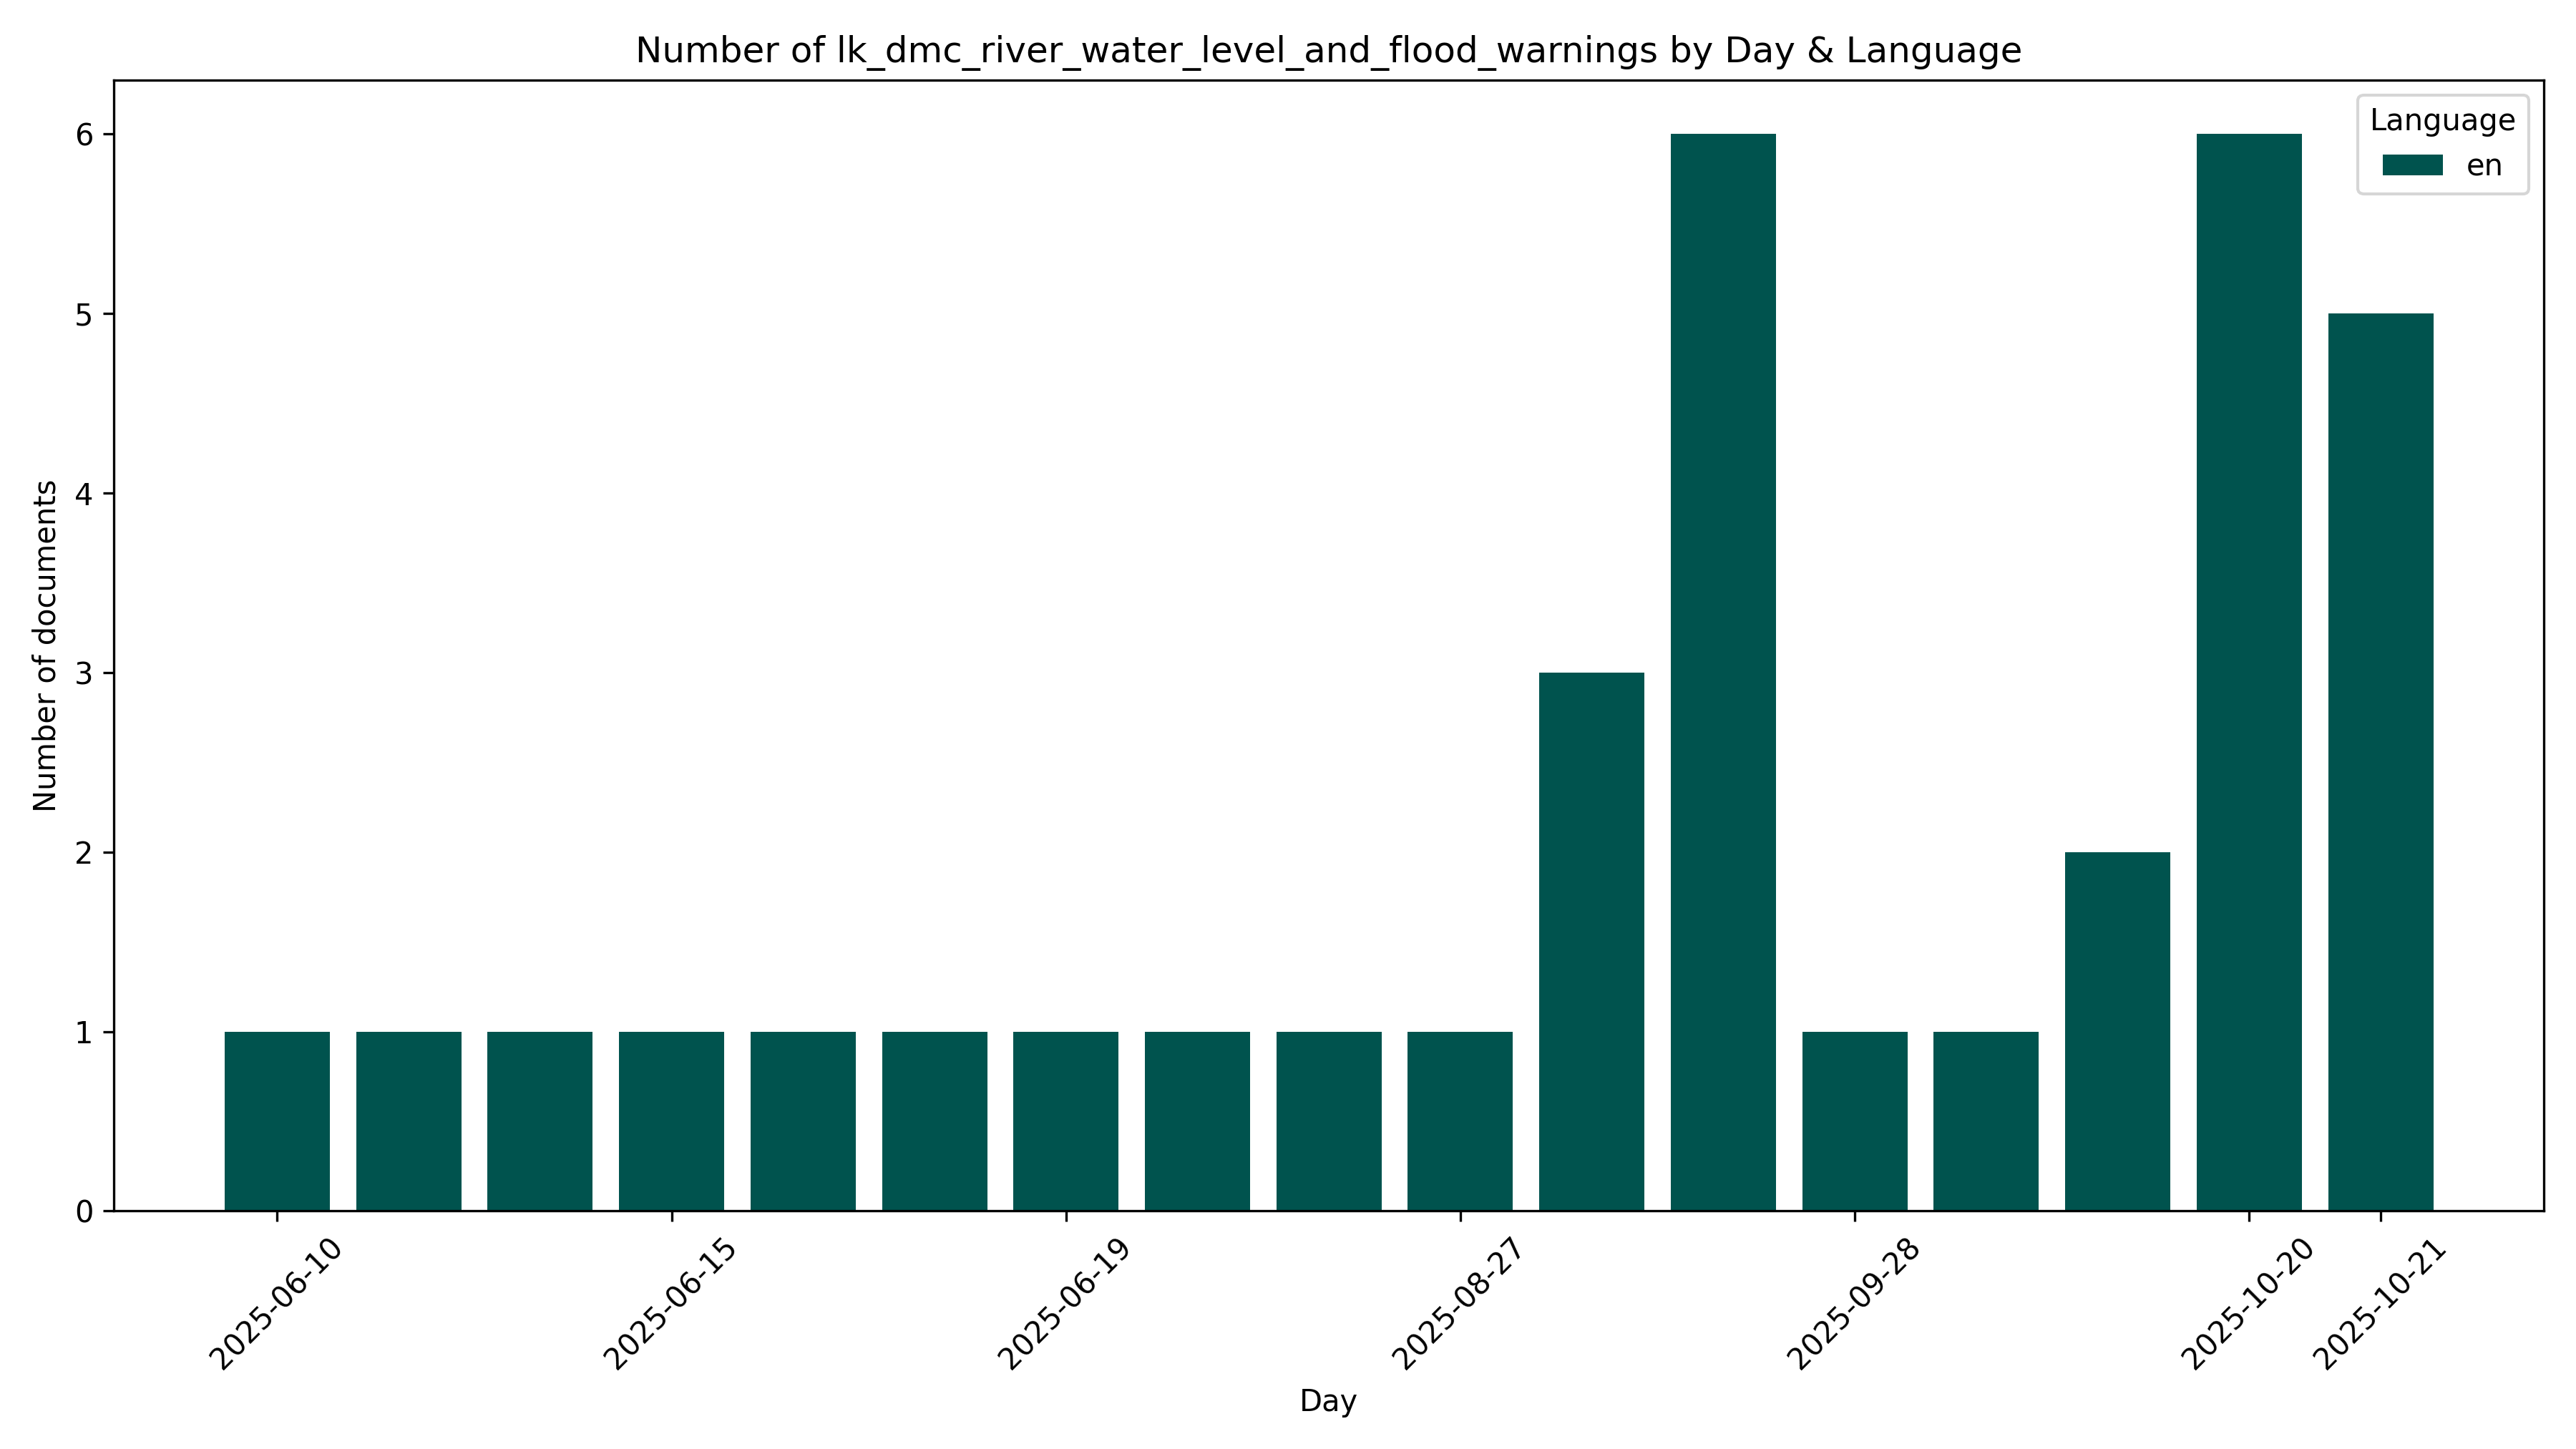 Number of lk_dmc_river_water_level_and_flood_warnings by Day & Language
Language
en
6
5
4
3
2
1
0
Number of documents
2025-06-10
2025-06-15
2025-06-19
2025-08-27
2025-09-28
2025-10-20
2025-10-21
Day